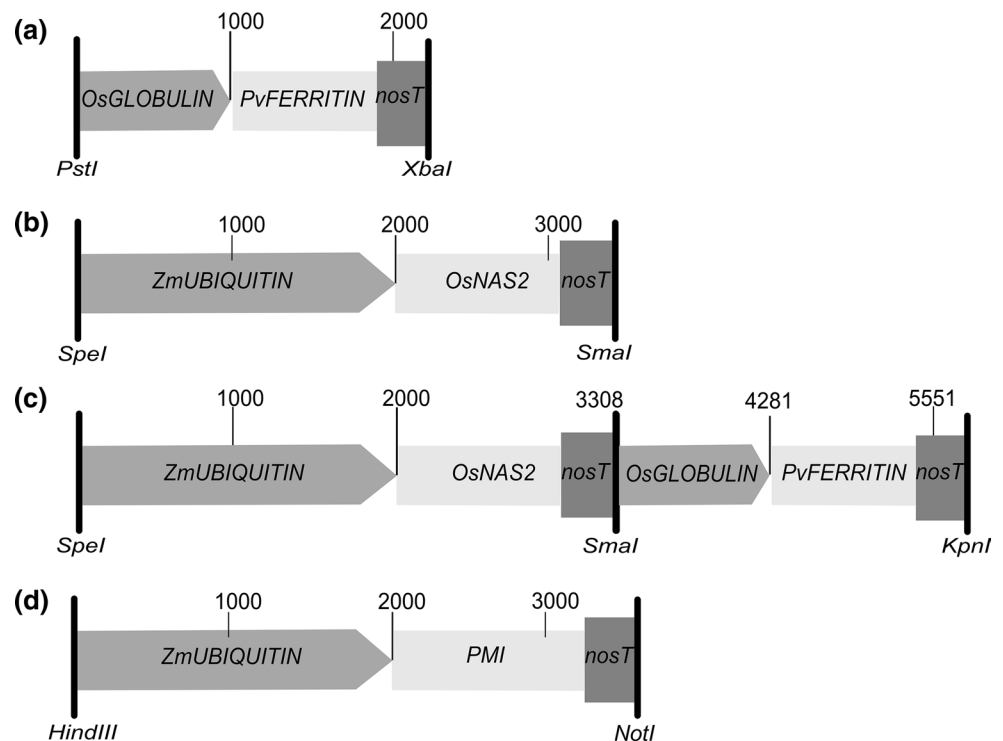 (a)
1000 2000
OsGLOBULIN PvFERRITIN nosT
PstI XbaI
(b)
1000 2000 3000
ZmUBIQUITIN OsNAS2 nosT
SpeI SmaI
(c)
1000 2000 3308 4281 5551
ZmUBIQUITIN OsNAS2 nosT OsGLOBULIN PvFERRITIN nosT
SpeI SmaI KpnI
(d)
1000 2000 3000
ZmUBIQUITIN PMI nosT
HindIII NotI